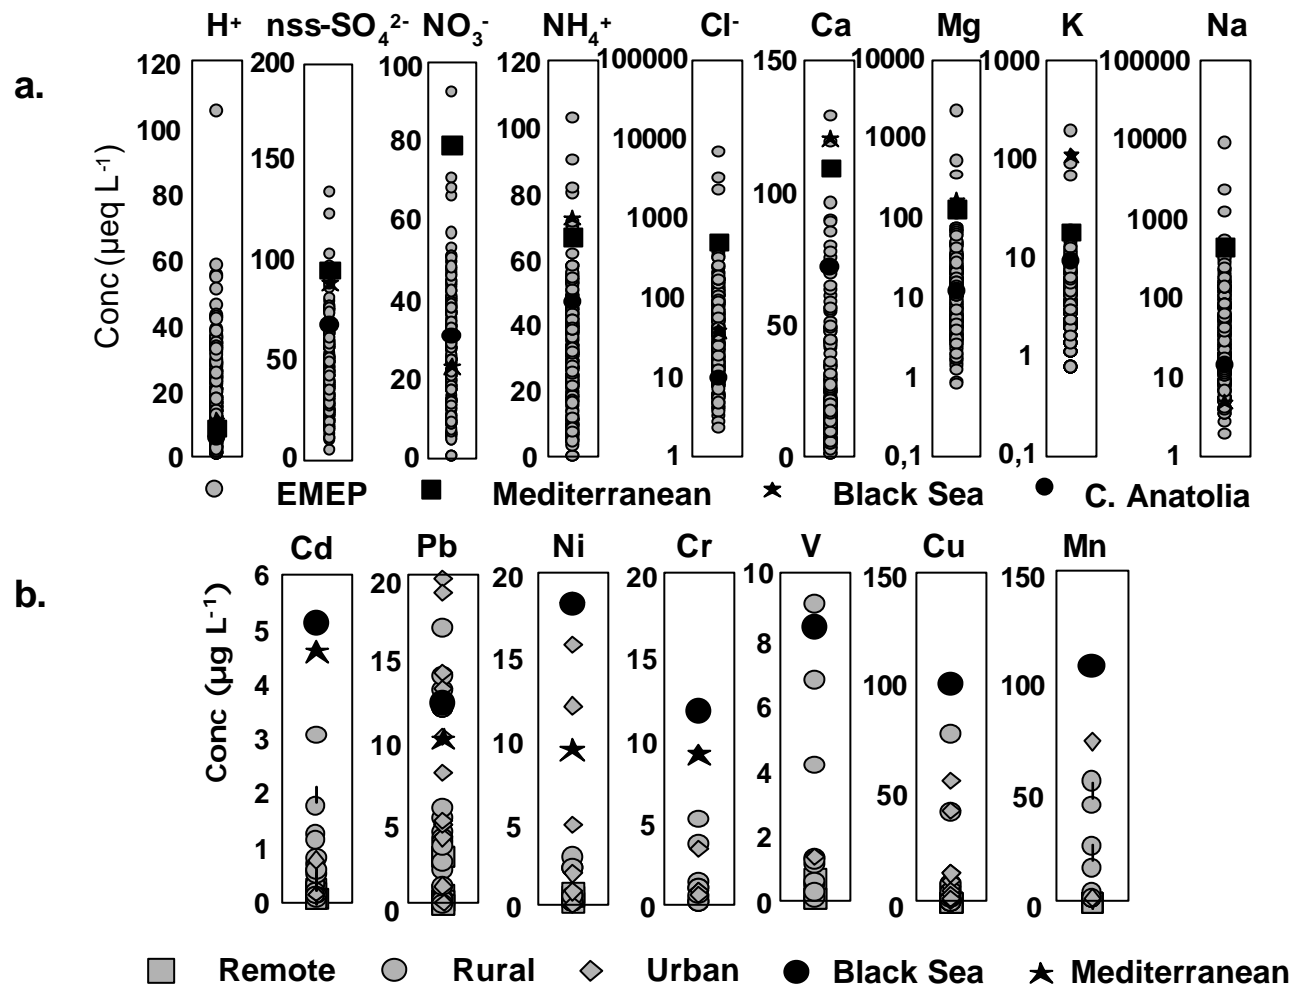 H⁺ nss-SO₄²⁻ NO₃⁻ NH₄⁺ Cl⁻ Ca Mg K Na
a.
Conc (µeq L⁻¹)
120 100 80 60 40 20 0
200 150 100 50 0
100 80 60 40 20 0
120 100 80 60 40 20 0
100000 10000 1000 100 10 1
150 100 50 0
10000 1000 100 10 1 0,1
1000 100 10 1 0,1
100000 10000 1000 100 10 1
EMEP Mediterranean Black Sea C. Anatolia
Cd Pb Ni Cr V Cu Mn
b.
Conc (µg L⁻¹)
6 5 4 3 2 1 0
20 15 10 5 0
20 15 10 5 0
20 15 10 5 0
10 8 6 4 2 0
150 100 50 0
150 100 50 0
Remote Rural Urban Black Sea Mediterranean